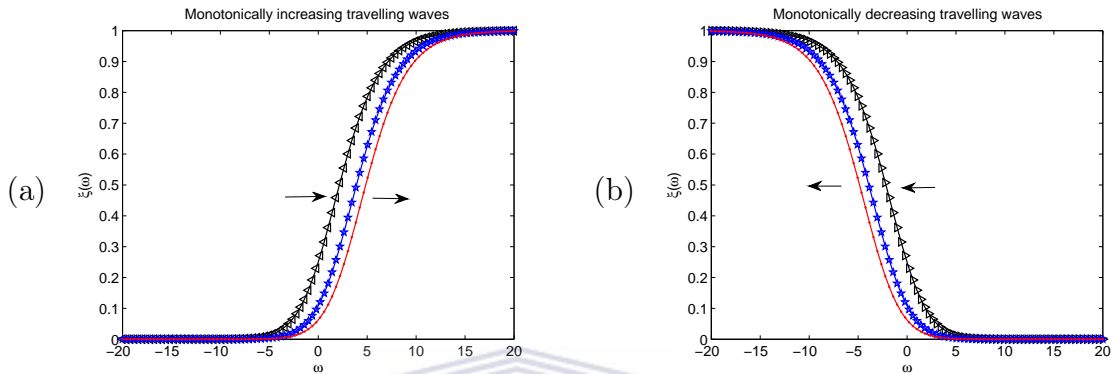 Monotonically increasing travelling waves
1
0.9
0.8
0.7
0.6
0.5
0.4
0.3
0.2
0.1
0
−20 −15 −10 −5 0 5 10 15 20
ξ(ω)
ω
(a)
Monotonically decreasing travelling waves
1
0.9
0.8
0.7
0.6
0.5
0.4
0.3
0.2
0.1
0
−20 −15 −10 −5 0 5 10 15 20
ξ(ω)
ω
(b)